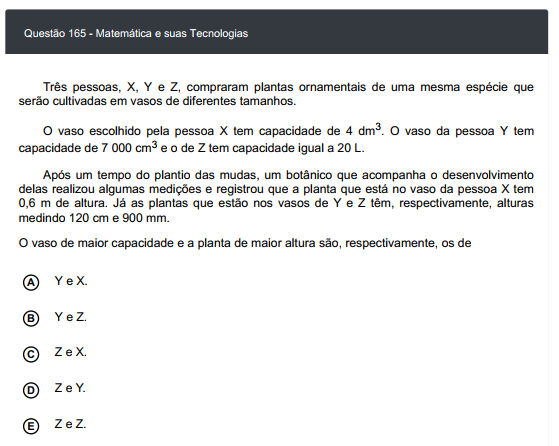 Questão 165 - Matemática e suas Tecnologias
Três pessoas, X, Y e Z, compraram plantas ornamentais de uma mesma espécie que
serão cultivadas em vasos de diferentes tamanhos.
O vaso escolhido pela pessoa X tem capacidade de 4 dm³. O vaso da pessoa Y tem
capacidade de 7 000 cm³ e o de Z tem capacidade igual a 20 L.
Após um tempo do plantio das mudas, um botânico que acompanha o desenvolvimento
delas realizou algumas medições e registrou que a planta que está no vaso da pessoa X tem
0,6 m de altura. Já as plantas que estão nos vasos de Y e Z têm, respectivamente, alturas
medindo 120 cm e 900 mm.
O vaso de maior capacidade e a planta de maior altura são, respectivamente, os de
A Y e X.
B Y e Z.
C Z e X.
D Z e Y.
E Z e Z.